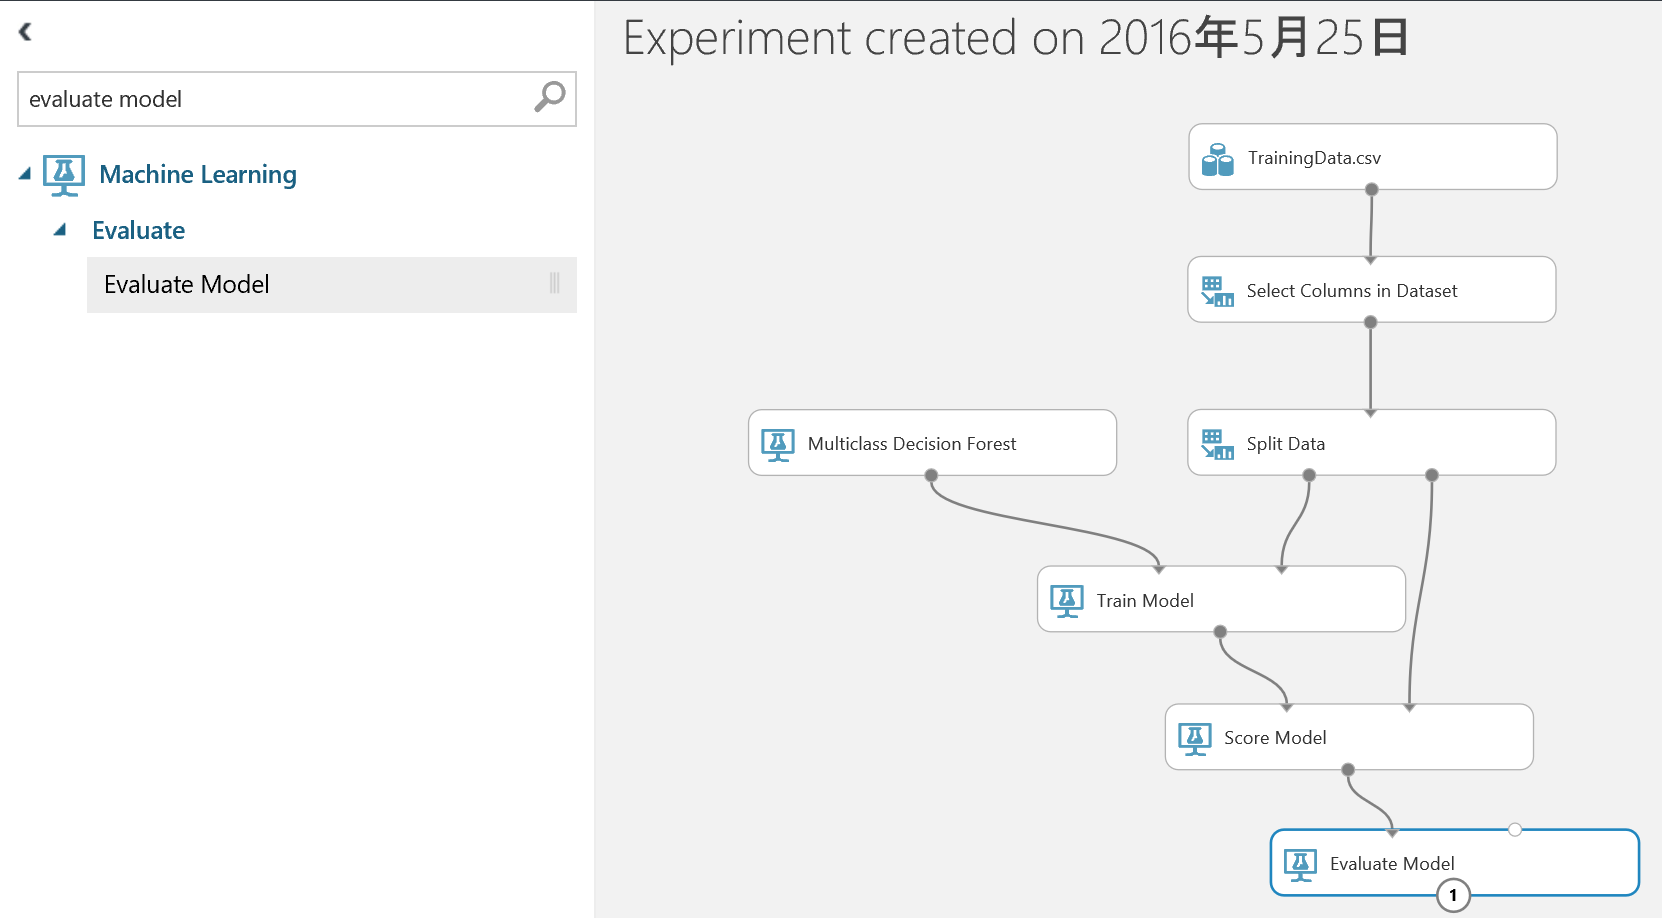 evaluate model
Machine Learning
Evaluate
Evaluate Model
Experiment created on 2016年5月25日
TrainingData.csv
Select Columns in Dataset
Multiclass Decision Forest
Split Data
Train Model
Score Model
Evaluate Model
1